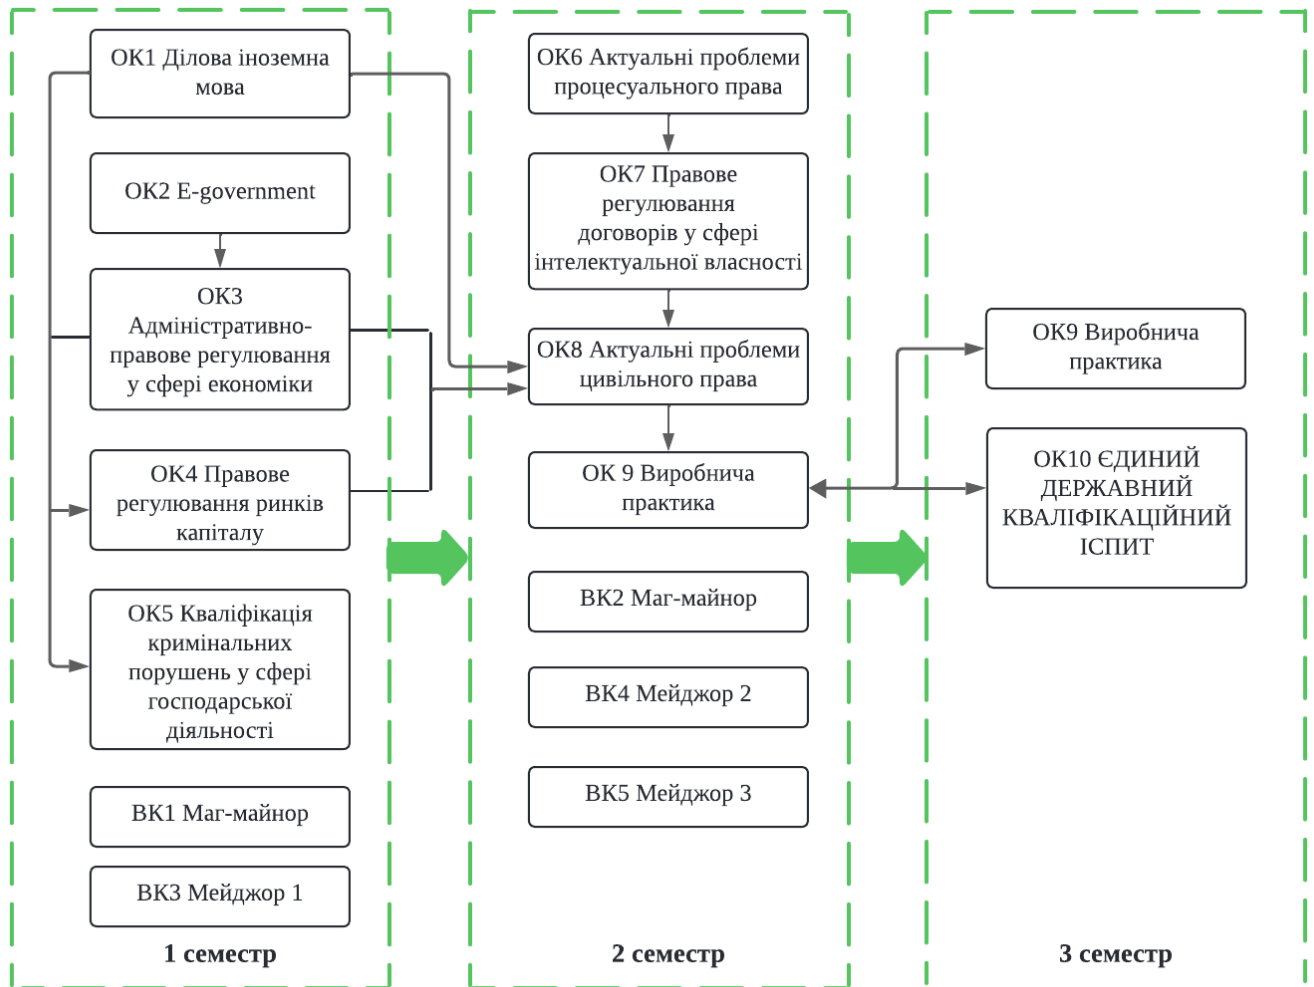 ОК1 Ділова іноземна
мова
ОК2 E-government
ОК3
Адміністративно-
правове регулювання
у сфері економіки
ОК4 Правове
регулювання ринків
капіталу
ОК5 Кваліфікація
кримінальних
порушень у сфері
господарської
діяльності
ВК1 Маг-майнор
ВК3 Мейджор 1
1 семестр
ОК6 Актуальні проблеми
процесуального права
ОК7 Правове
регулювання
договорів у сфері
інтелектуальної власності
ОК8 Актуальні проблеми
цивільного права
ОК 9 Виробнича
практика
ВК2 Маг-майнор
ВК4 Мейджор 2
ВК5 Мейджор 3
2 семестр
ОК9 Виробнича
практика
ОК10 ЄДИНИЙ
ДЕРЖАВНИЙ
КВАЛІФІКАЦІЙНИЙ
ІСПИТ
3 семестр